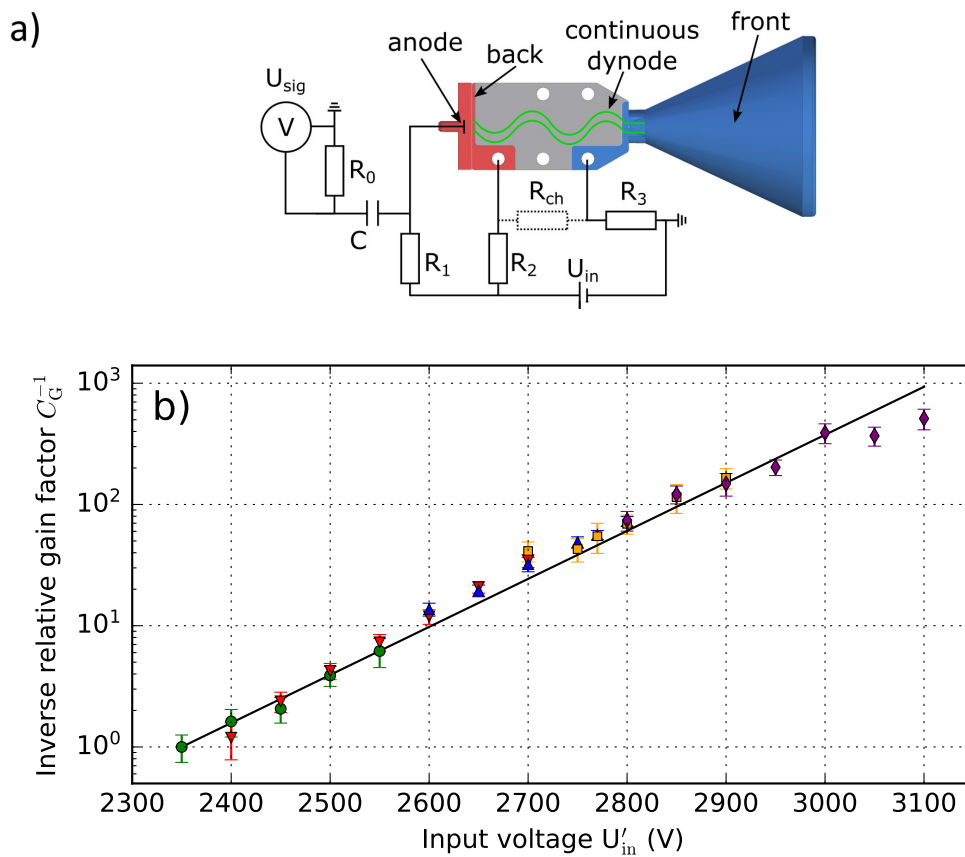 a)
anode
back
continuous
dynode
front
U_sig
V
R_0
C
R_1
R_2
R_ch
R_3
U_in
b)
Inverse relative gain factor C_G^{-1}
10^3
10^2
10^1
10^0
2300 2400 2500 2600 2700 2800 2900 3000 3100
Input voltage U'_in (V)